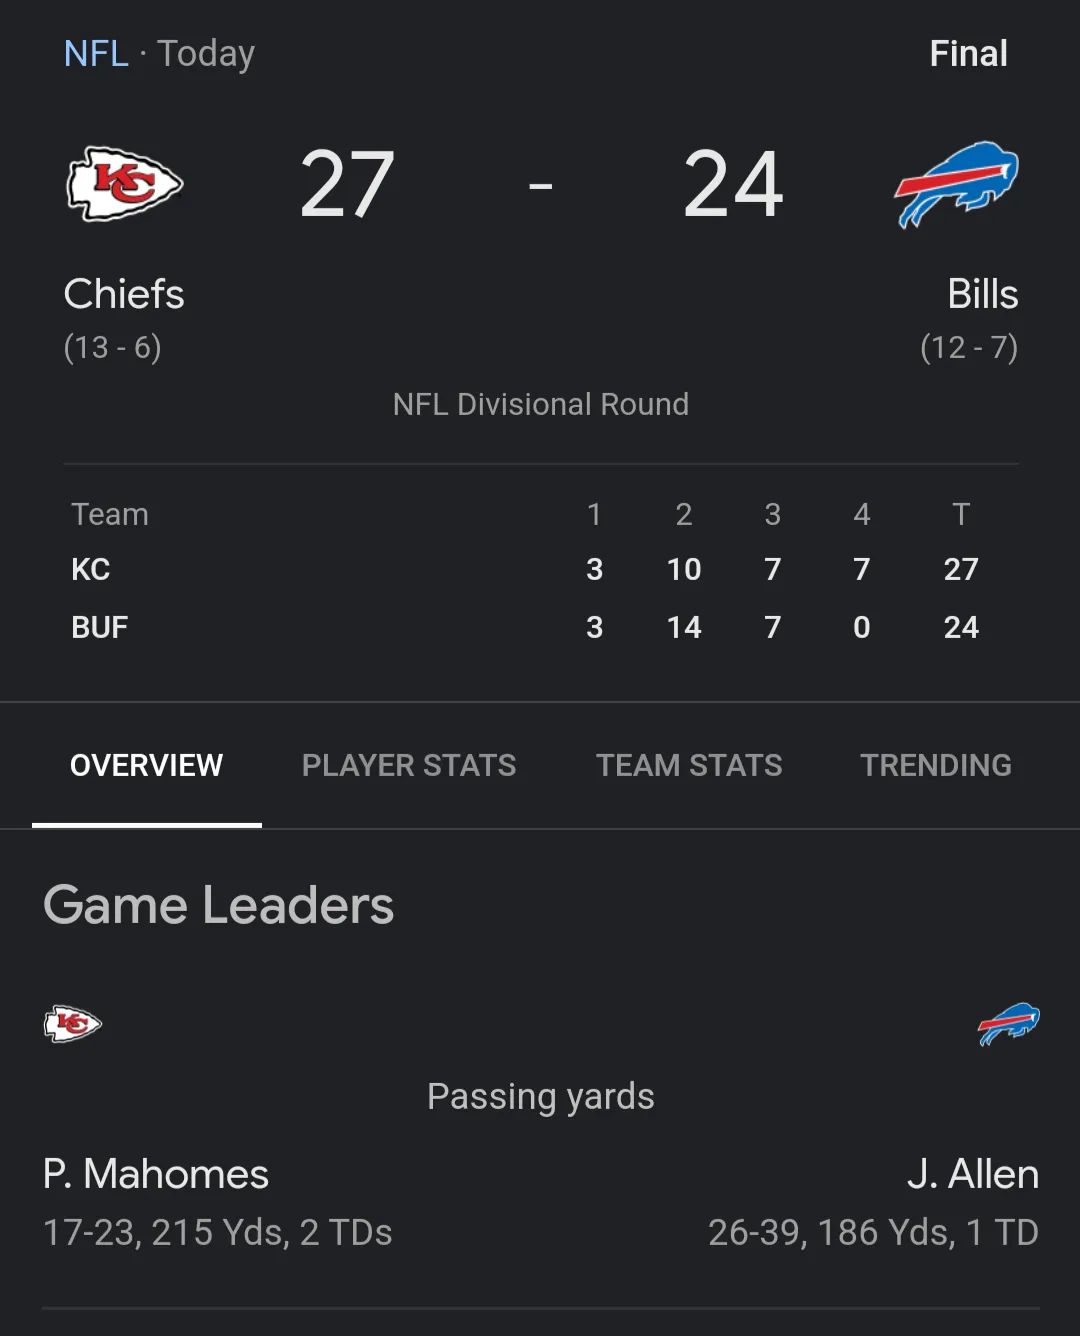 NFL · Today Final
27 - 24
Chiefs Bills
(13 - 6) (12 - 7)
NFL Divisional Round
Team 1 2 3 4 T
KC 3 10 7 7 27
BUF 3 14 7 0 24
OVERVIEW PLAYER STATS TEAM STATS TRENDING
Game Leaders
Passing yards
P. Mahomes J. Allen
17-23, 215 Yds, 2 TDs 26-39, 186 Yds, 1 TD